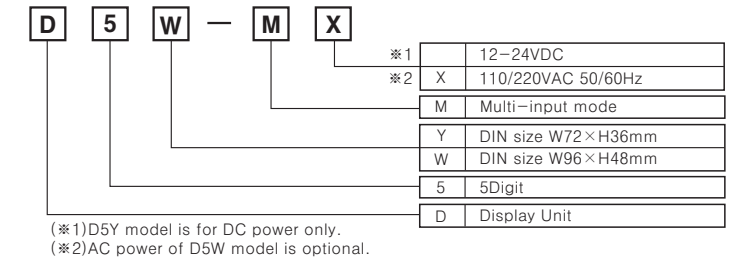 D 5 W － M X
※1 12－24VDC
※2 X 110/220VAC 50/60Hz
M Multi－input mode
Y DIN size W72×H36mm
W DIN size W96×H48mm
5 5Digit
D Display Unit
(※1)D5Y model is for DC power only.
(※2)AC power of D5W model is optional.